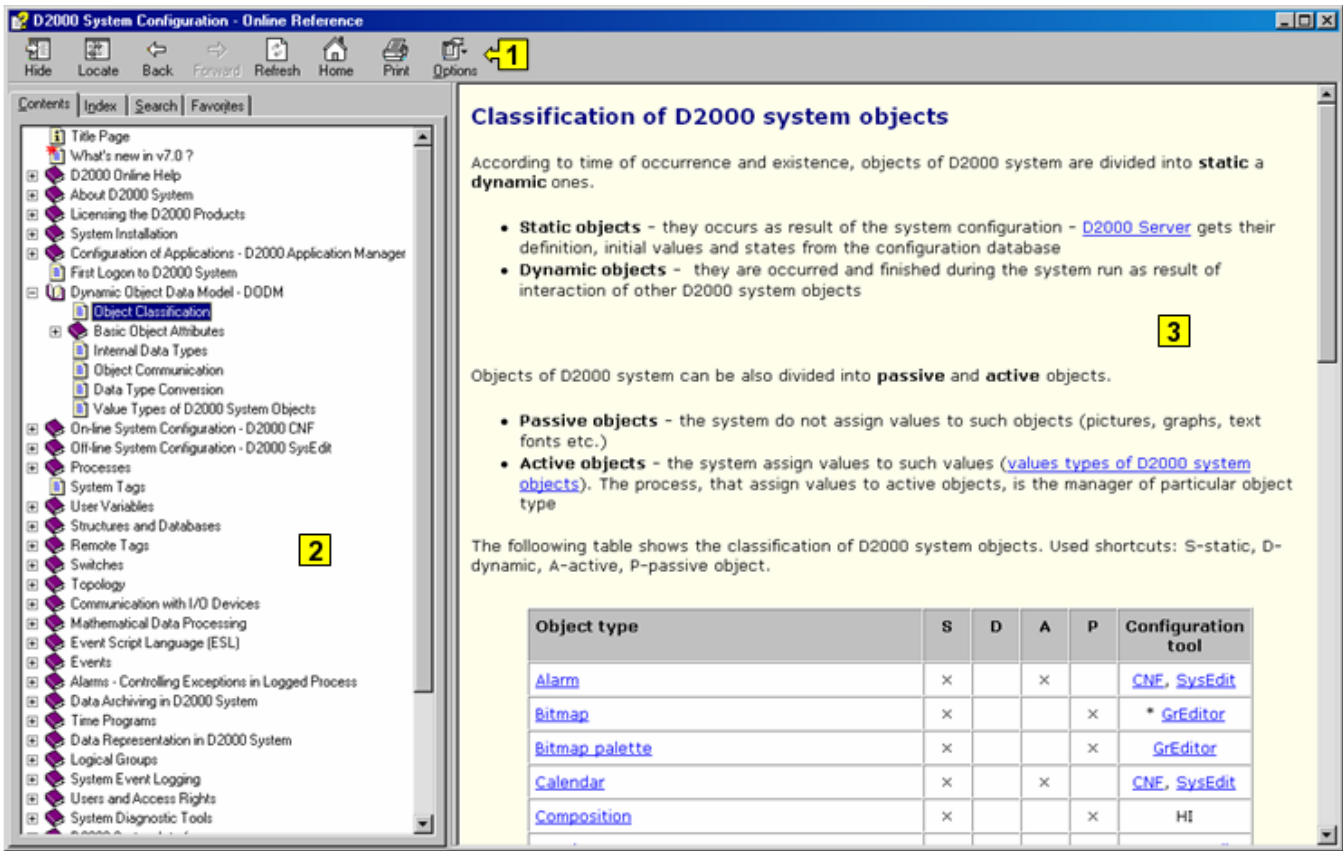 D2000 System Configuration - Online Reference
Hide Locate Back Forward Refresh Home Print Options
1
Contents Index Search Favorites
Title Page
What's new in v7.0 ?
D2000 Online Help
About D2000 System
Licensing the D2000 Products
System Installation
Configuration of Applications - D2000 Application Manager
First Logon to D2000 System
Dynamic Object Data Model - DODM
Object Classification
Basic Object Attributes
Internal Data Types
Object Communication
Data Type Conversion
Value Types of D2000 System Objects
On-line System Configuration - D2000 CNF
Off-line System Configuration - D2000 SysEdit
Processes
System Tags
User Variables
Structures and Databases
Remote Tags
2
Switches
Topology
Communication with I/O Devices
Mathematical Data Processing
Event Script Language (ESL)
Events
Alarms - Controlling Exceptions in Logged Process
Data Archiving in D2000 System
Time Programs
Data Representation in D2000 System
Logical Groups
System Event Logging
Users and Access Rights
System Diagnostic Tools
Classification of D2000 system objects
According to time of occurrence and existence, objects of D2000 system are divided into static a
dynamic ones.
• Static objects - they occurs as result of the system configuration - D2000 Server gets their
definition, initial values and states from the configuration database
• Dynamic objects - they are occurred and finished during the system run as result of
interaction of other D2000 system objects
3
Objects of D2000 system can be also divided into passive and active objects.
• Passive objects - the system do not assign values to such objects (pictures, graphs, text
fonts etc.)
• Active objects - the system assign values to such values (values types of D2000 system
objects). The process, that assign values to active objects, is the manager of particular object
type
The folloowing table shows the classification of D2000 system objects. Used shortcuts: S-static, D-
dynamic, A-active, P-passive object.
Object type S D A P Configuration
tool
Alarm × × CNF, SysEdit
Bitmap × × * GrEditor
Bitmap palette × × GrEditor
Calendar × × CNF, SysEdit
Composition × × HI